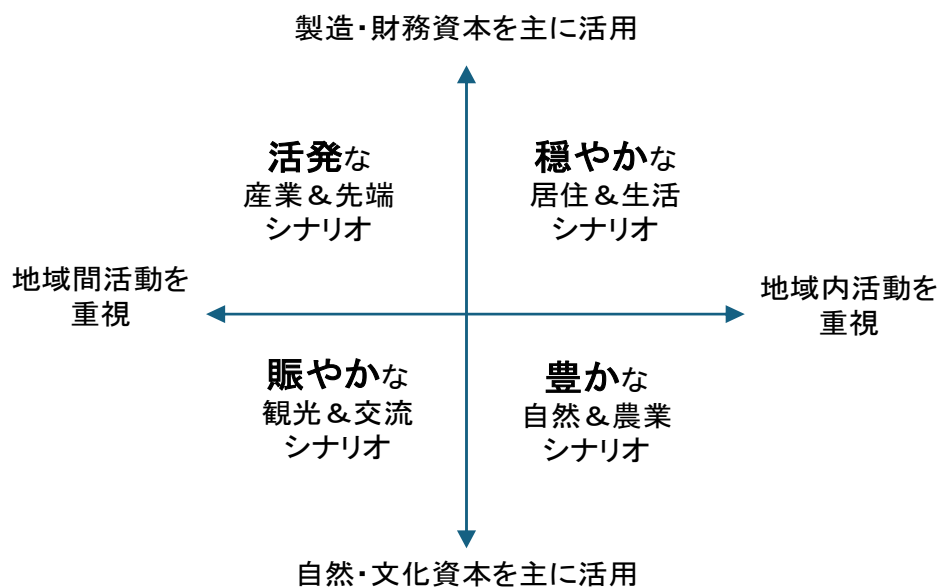 製造・財務資本を主に活用
活発な
産業＆先端
シナリオ
穏やかな
居住＆生活
シナリオ
地域間活動を
重視
地域内活動を
重視
賑やかな
観光＆交流
シナリオ
豊かな
自然＆農業
シナリオ
自然・文化資本を主に活用